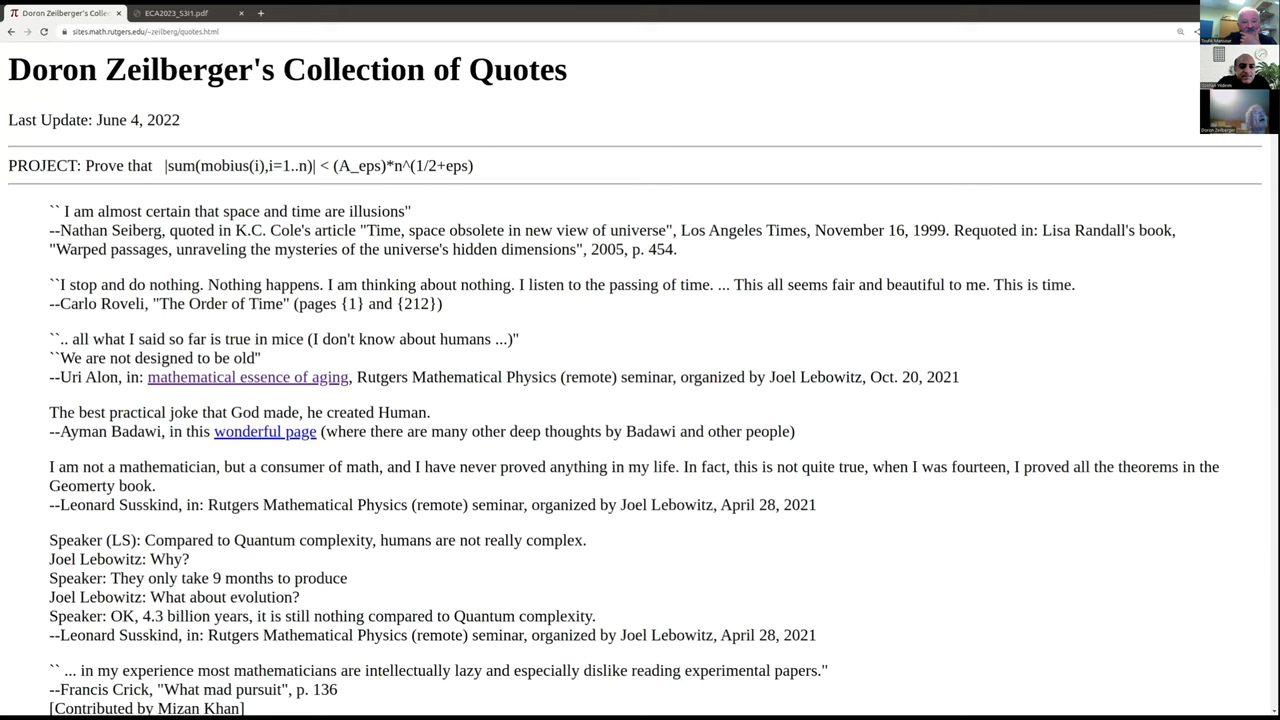 Doron Zeilberger's Collec
ECA2023_S3I1.pdf
sites.math.rutgers.edu/~zeilberg/quotes.html
Doron Zeilberger's Collection of Quotes
Last Update: June 4, 2022
PROJECT: Prove that |sum(mobius(i),i=1..n)| < (A_eps)*n^(1/2+eps)
`` I am almost certain that space and time are illusions"
--Nathan Seiberg, quoted in K.C. Cole's article "Time, space obsolete in new view of universe", Los Angeles Times, November 16, 1999. Requoted in: Lisa Randall's book,
"Warped passages, unraveling the mysteries of the universe's hidden dimensions", 2005, p. 454.
``I stop and do nothing. Nothing happens. I am thinking about nothing. I listen to the passing of time. ... This all seems fair and beautiful to me. This is time.
--Carlo Roveli, "The Order of Time" (pages {1} and {212})
``.. all what I said so far is true in mice (I don't know about humans ...)"
``We are not designed to be old"
--Uri Alon, in: mathematical essence of aging, Rutgers Mathematical Physics (remote) seminar, organized by Joel Lebowitz, Oct. 20, 2021
The best practical joke that God made, he created Human.
--Ayman Badawi, in this wonderful page (where there are many other deep thoughts by Badawi and other people)
I am not a mathematician, but a consumer of math, and I have never proved anything in my life. In fact, this is not quite true, when I was fourteen, I proved all the theorems in the
Geomerty book.
--Leonard Susskind, in: Rutgers Mathematical Physics (remote) seminar, organized by Joel Lebowitz, April 28, 2021
Speaker (LS): Compared to Quantum complexity, humans are not really complex.
Joel Lebowitz: Why?
Speaker: They only take 9 months to produce
Joel Lebowitz: What about evolution?
Speaker: OK, 4.3 billion years, it is still nothing compared to Quantum complexity.
--Leonard Susskind, in: Rutgers Mathematical Physics (remote) seminar, organized by Joel Lebowitz, April 28, 2021
`` ... in my experience most mathematicians are intellectually lazy and especially dislike reading experimental papers."
--Francis Crick, "What mad pursuit", p. 136
[Contributed by Mizan Khan]
Toufik Mansour
Doron Zeilberger